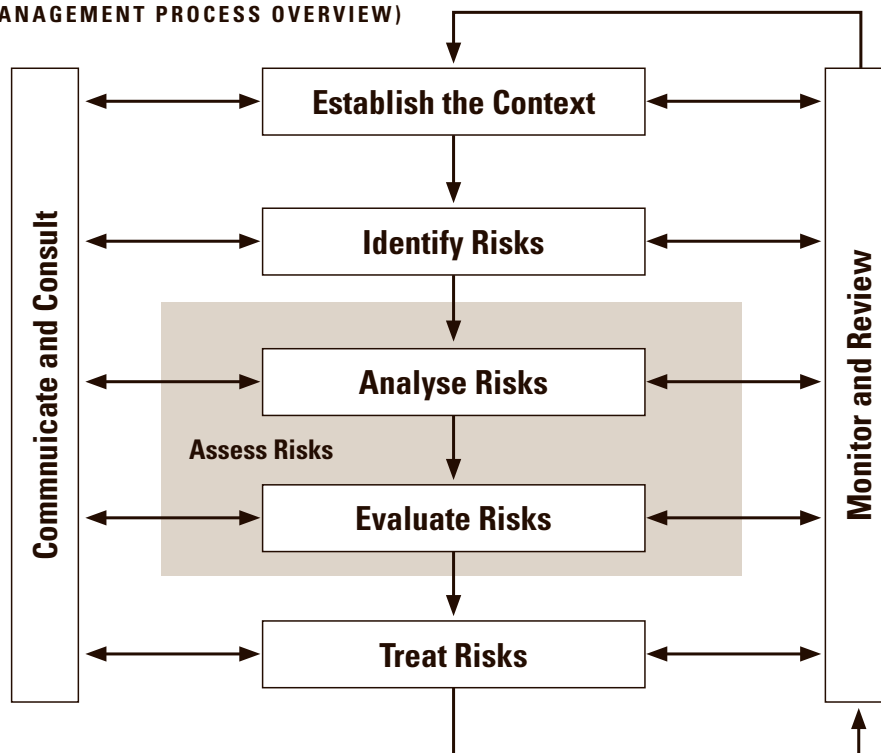 ANAGEMENT PROCESS OVERVIEW)
Establish the Context
Identify Risks
Analyse Risks
Assess Risks
Evaluate Risks
Treat Risks
Commnuicate and Consult
Monitor and Review